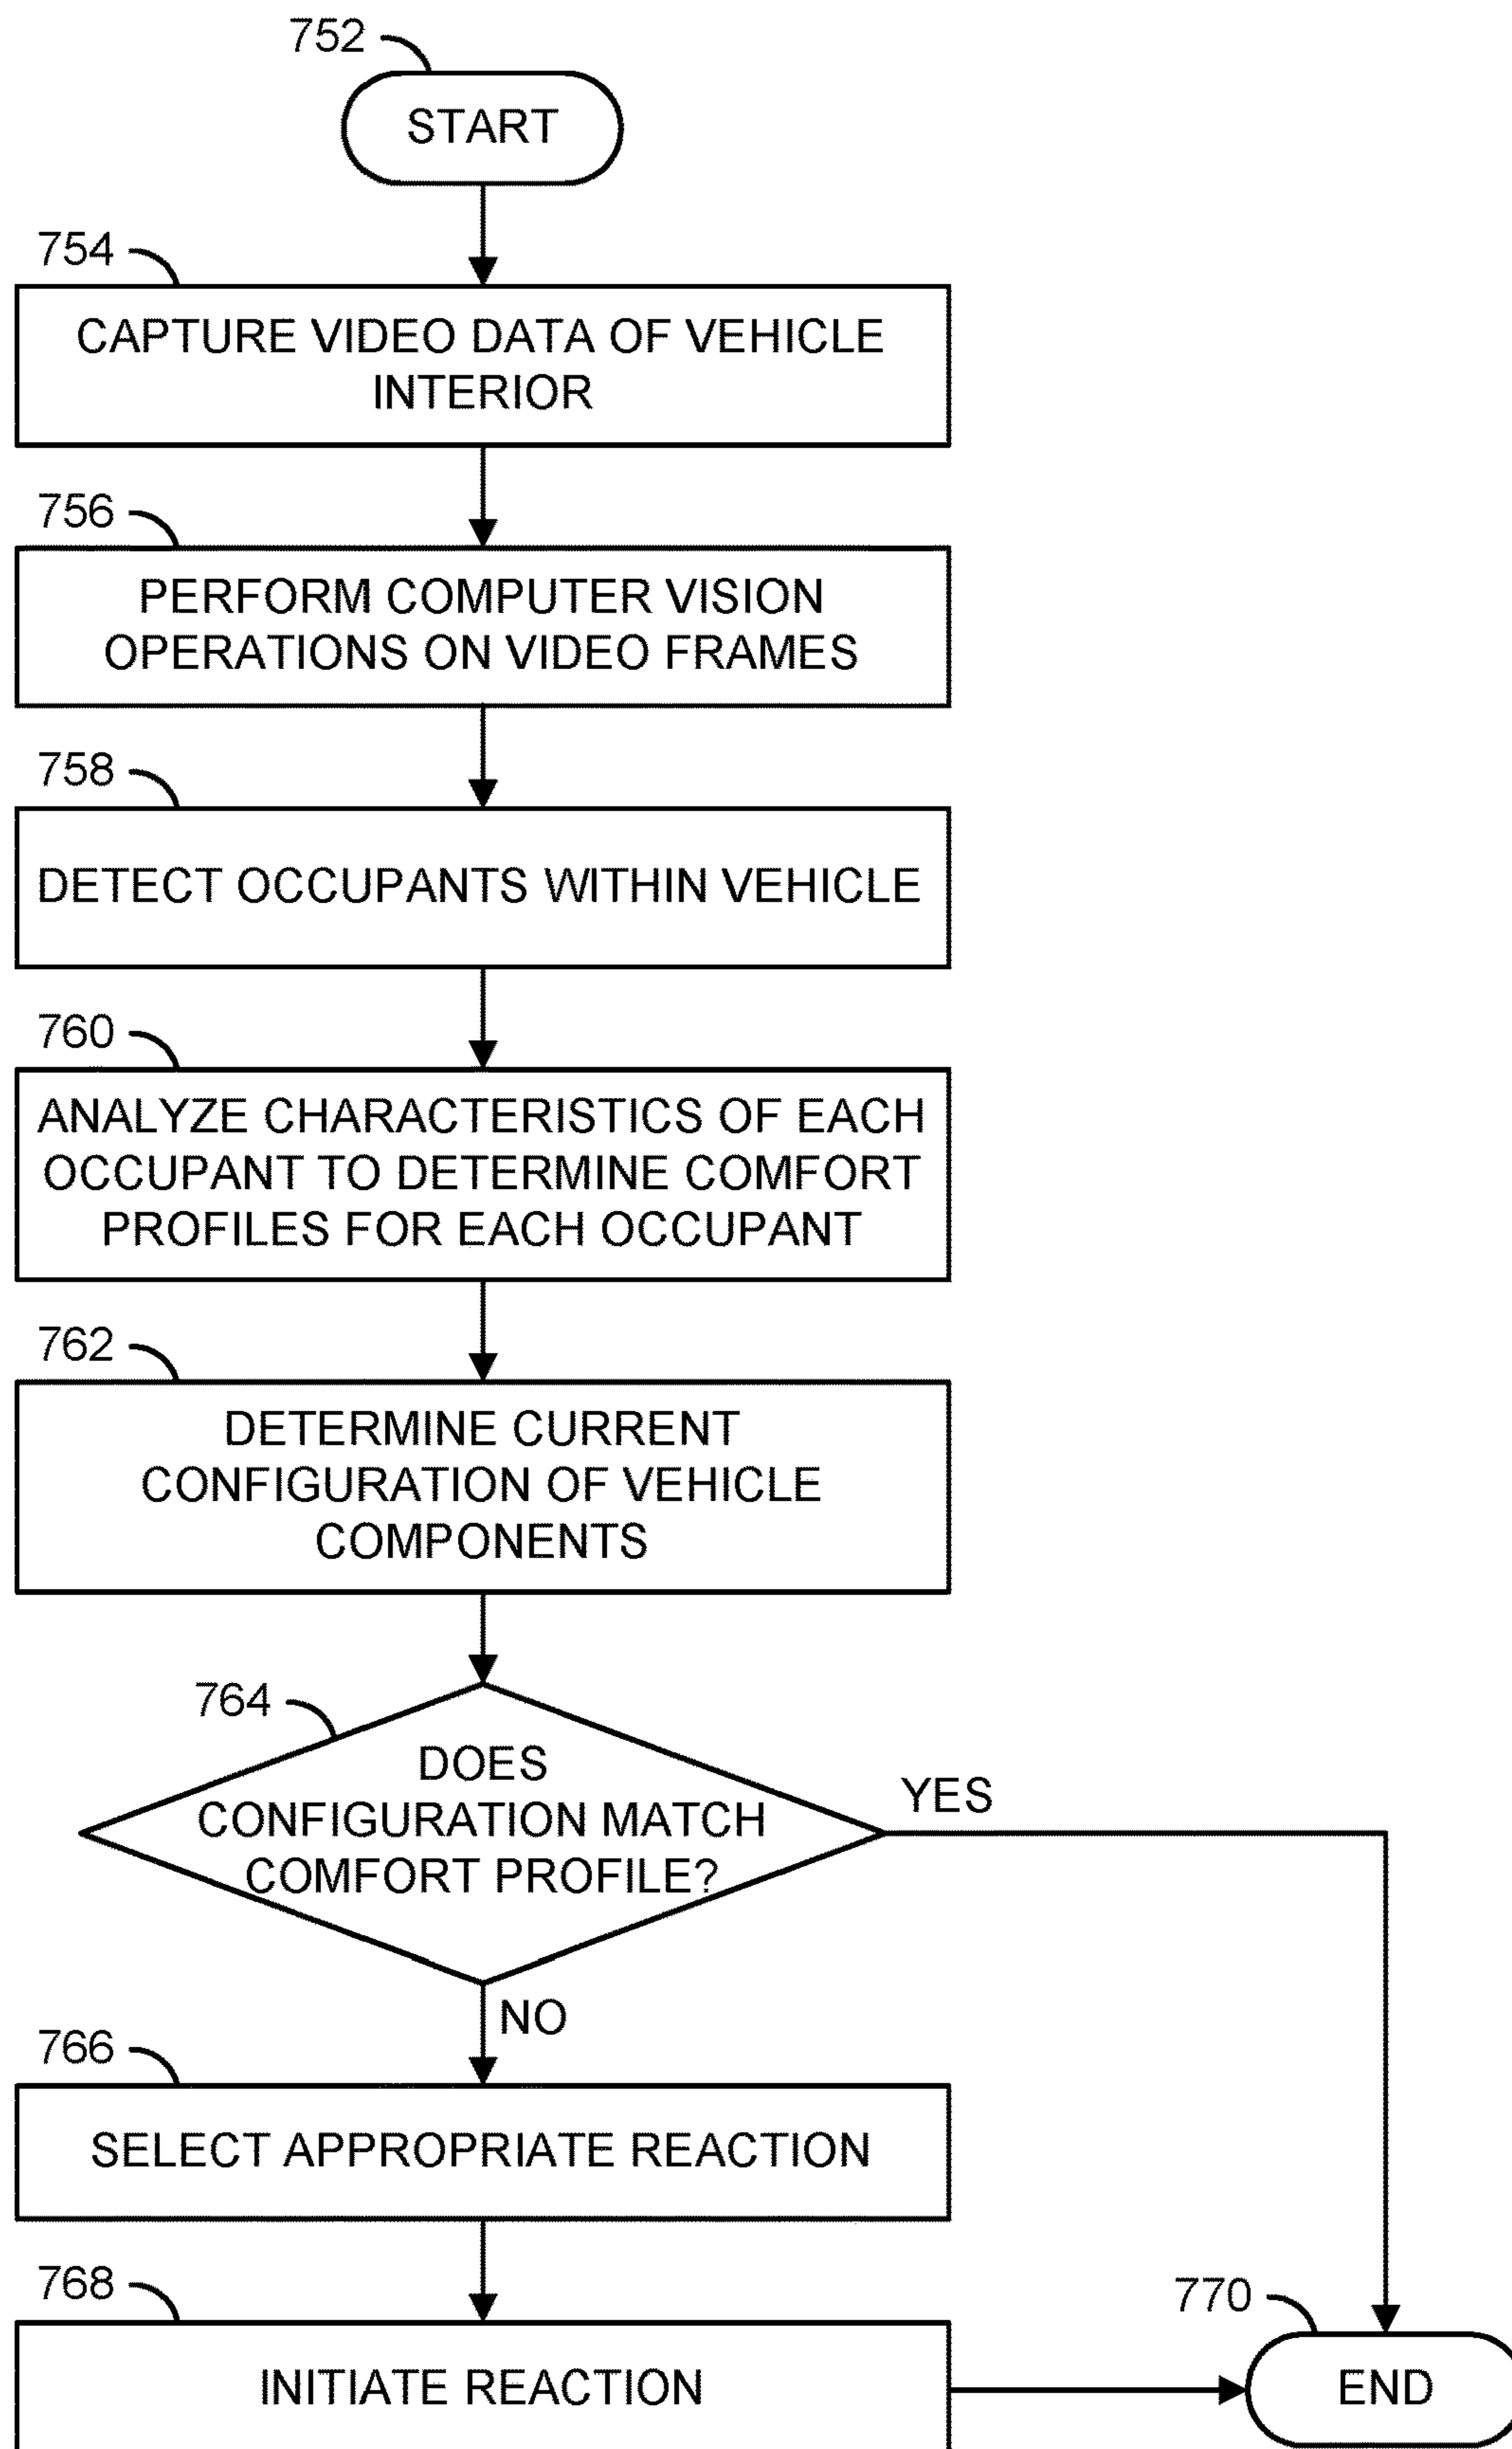 752
START
754
CAPTURE VIDEO DATA OF VEHICLE
INTERIOR
756
PERFORM COMPUTER VISION
OPERATIONS ON VIDEO FRAMES
758
DETECT OCCUPANTS WITHIN VEHICLE
760
ANALYZE CHARACTERISTICS OF EACH
OCCUPANT TO DETERMINE COMFORT
PROFILES FOR EACH OCCUPANT
762
DETERMINE CURRENT
CONFIGURATION OF VEHICLE
COMPONENTS
764
DOES
CONFIGURATION MATCH
COMFORT PROFILE?
YES
NO
766
SELECT APPROPRIATE REACTION
768
INITIATE REACTION
770
END